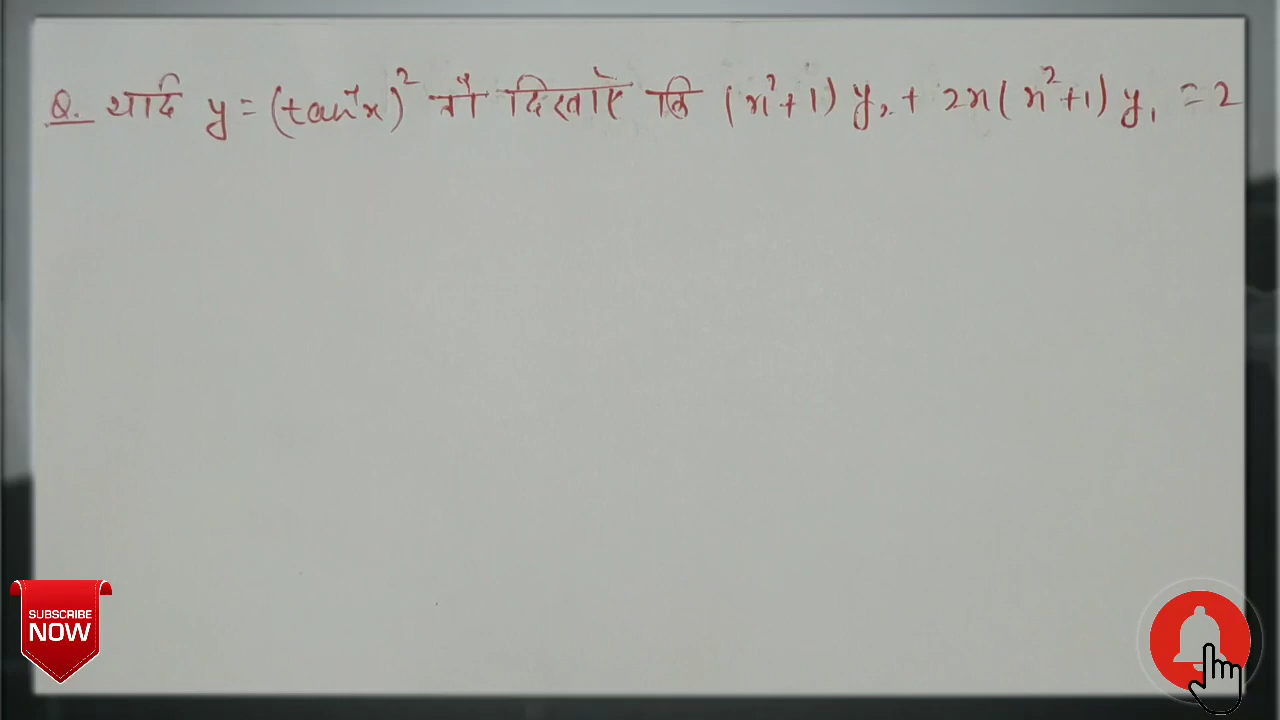 Q. यदि y = (tan⁻¹x)² तो दिखाएं कि (x²+1) y₂ + 2x(x²+1) y₁ = 2
SUBSCRIBE
NOW